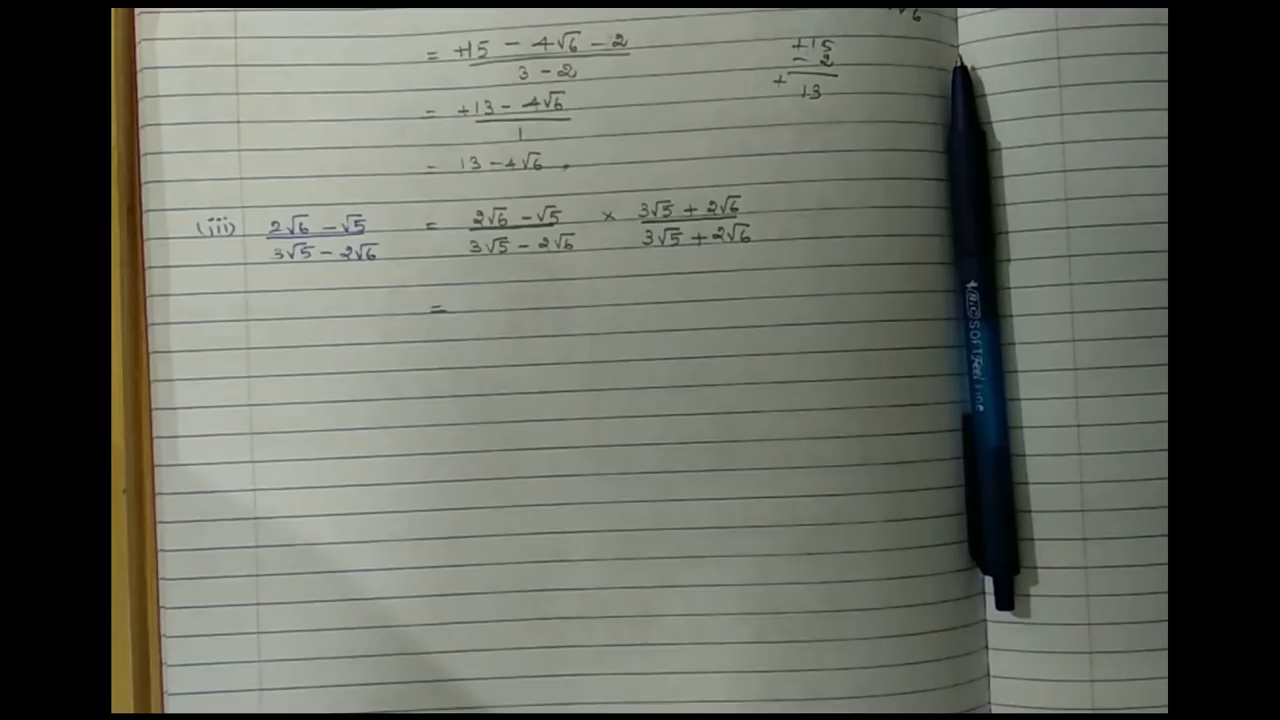 √6
= +15 - 4√6 - 2 / 3 - 2
+15
- 2
+ 13
= +13 - 4√6 / 1
= 13 - 4√6.
(iii) 2√6 - √5 / 3√5 - 2√6 = 2√6 - √5 / 3√5 - 2√6 × 3√5 + 2√6 / 3√5 + 2√6
=
BIC SOFTFeel Fine